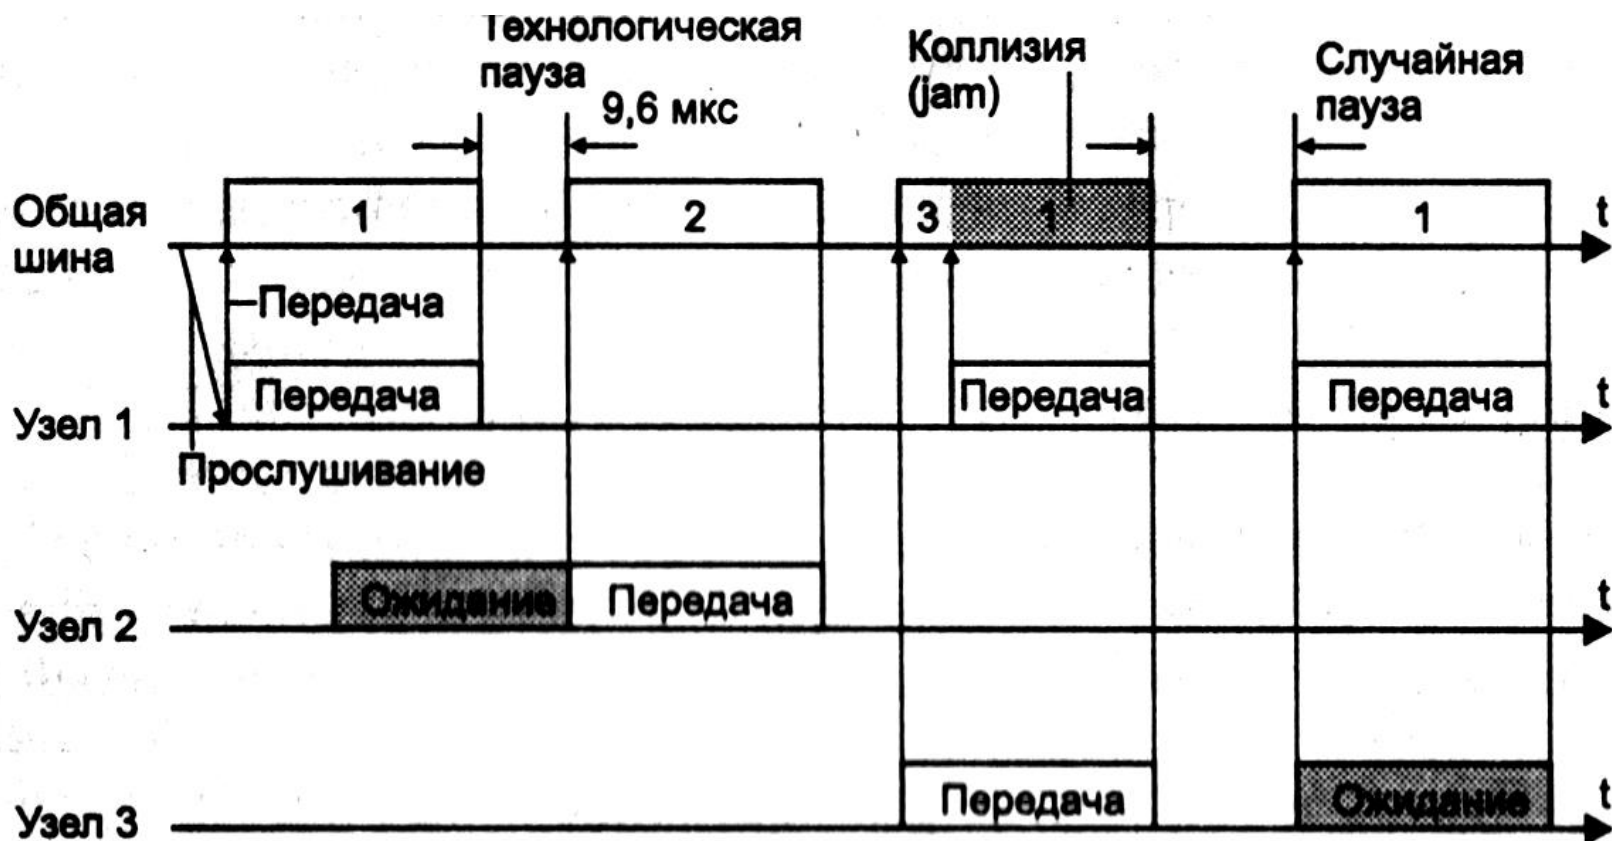 Технологическая
пауза
9,6 мкс
Коллизия
(jam)
Случайная
пауза
Общая
шина
1
2
3
1
1
t
Передача
Узел 1
Передача
Передача
Передача
t
Прослушивание
Узел 2
Ожидание
Передача
t
Узел 3
Передача
Ожидание
t